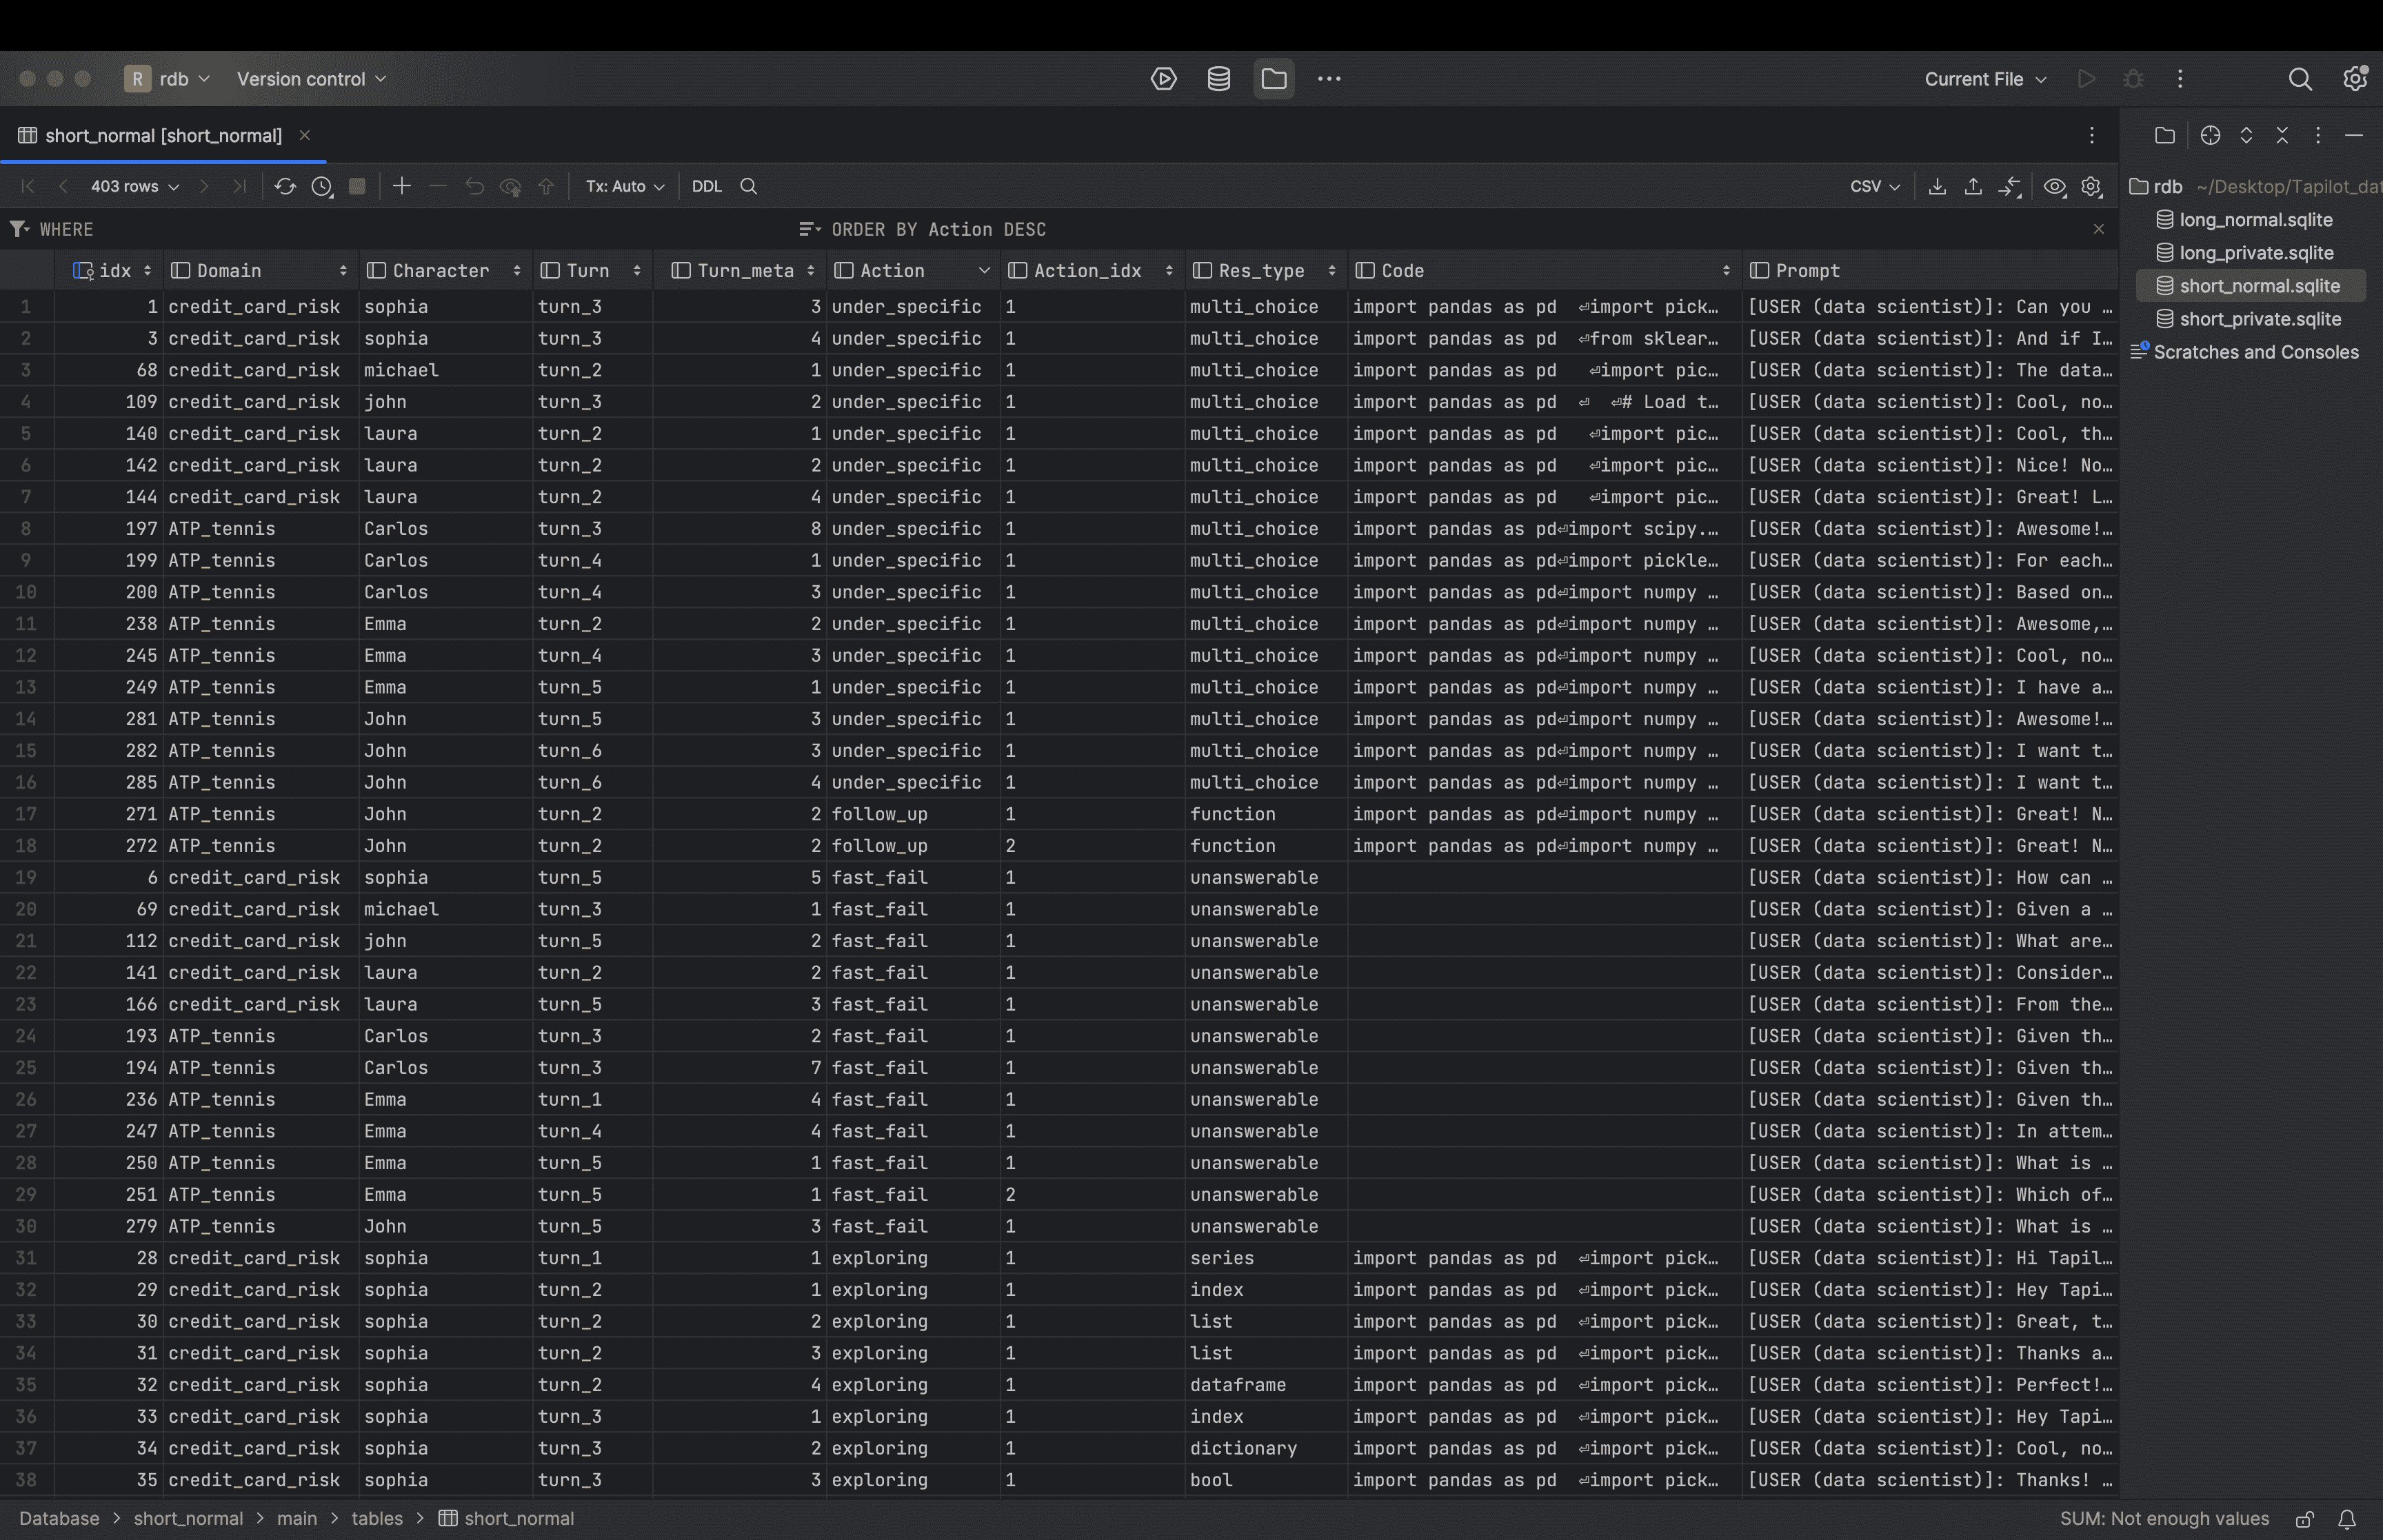 R rdb Version control Current File
short_normal [short_normal]
403 rows Tx: Auto DDL CSV
WHERE ORDER BY Action DESC
idx Domain Character Turn Turn_meta Action Action_idx Res_type Code Prompt
1 1 credit_card_risk sophia turn_3 3 under_specific 1 multi_choice import pandas as pd ⏎import pick… [USER (data scientist)]: Can you …
2 3 credit_card_risk sophia turn_3 4 under_specific 1 multi_choice import pandas as pd ⏎from sklear… [USER (data scientist)]: And if I…
3 68 credit_card_risk michael turn_2 1 under_specific 1 multi_choice import pandas as pd ⏎import pic… [USER (data scientist)]: The data…
4 109 credit_card_risk john turn_3 2 under_specific 1 multi_choice import pandas as pd ⏎ ⏎# Load t… [USER (data scientist)]: Cool, no…
5 140 credit_card_risk laura turn_2 1 under_specific 1 multi_choice import pandas as pd ⏎import pic… [USER (data scientist)]: Cool, th…
6 142 credit_card_risk laura turn_2 2 under_specific 1 multi_choice import pandas as pd ⏎import pic… [USER (data scientist)]: Nice! No…
7 144 credit_card_risk laura turn_2 4 under_specific 1 multi_choice import pandas as pd ⏎import pic… [USER (data scientist)]: Great! L…
8 197 ATP_tennis Carlos turn_3 8 under_specific 1 multi_choice import pandas as pd⏎import scipy.… [USER (data scientist)]: Awesome!…
9 199 ATP_tennis Carlos turn_4 1 under_specific 1 multi_choice import pandas as pd⏎import pickle… [USER (data scientist)]: For each…
10 200 ATP_tennis Carlos turn_4 3 under_specific 1 multi_choice import pandas as pd⏎import numpy … [USER (data scientist)]: Based on…
11 238 ATP_tennis Emma turn_2 2 under_specific 1 multi_choice import pandas as pd⏎import numpy … [USER (data scientist)]: Awesome,…
12 245 ATP_tennis Emma turn_4 3 under_specific 1 multi_choice import pandas as pd⏎import numpy … [USER (data scientist)]: Cool, no…
13 249 ATP_tennis Emma turn_5 1 under_specific 1 multi_choice import pandas as pd⏎import numpy … [USER (data scientist)]: I have a…
14 281 ATP_tennis John turn_5 3 under_specific 1 multi_choice import pandas as pd⏎import numpy … [USER (data scientist)]: Awesome!…
15 282 ATP_tennis John turn_6 3 under_specific 1 multi_choice import pandas as pd⏎import numpy … [USER (data scientist)]: I want t…
16 285 ATP_tennis John turn_6 4 under_specific 1 multi_choice import pandas as pd⏎import numpy … [USER (data scientist)]: I want t…
17 271 ATP_tennis John turn_2 2 follow_up 1 function import pandas as pd⏎import numpy … [USER (data scientist)]: Great! N…
18 272 ATP_tennis John turn_2 2 follow_up 2 function import pandas as pd⏎import numpy … [USER (data scientist)]: Great! N…
19 6 credit_card_risk sophia turn_5 5 fast_fail 1 unanswerable [USER (data scientist)]: How can …
20 69 credit_card_risk michael turn_3 1 fast_fail 1 unanswerable [USER (data scientist)]: Given a …
21 112 credit_card_risk john turn_5 2 fast_fail 1 unanswerable [USER (data scientist)]: What are…
22 141 credit_card_risk laura turn_2 2 fast_fail 1 unanswerable [USER (data scientist)]: Consider…
23 166 credit_card_risk laura turn_5 3 fast_fail 1 unanswerable [USER (data scientist)]: From the…
24 193 ATP_tennis Carlos turn_3 2 fast_fail 1 unanswerable [USER (data scientist)]: Given th…
25 194 ATP_tennis Carlos turn_3 7 fast_fail 1 unanswerable [USER (data scientist)]: Given th…
26 236 ATP_tennis Emma turn_1 4 fast_fail 1 unanswerable [USER (data scientist)]: Given th…
27 247 ATP_tennis Emma turn_4 4 fast_fail 1 unanswerable [USER (data scientist)]: In attem…
28 250 ATP_tennis Emma turn_5 1 fast_fail 1 unanswerable [USER (data scientist)]: What is …
29 251 ATP_tennis Emma turn_5 1 fast_fail 2 unanswerable [USER (data scientist)]: Which of…
30 279 ATP_tennis John turn_5 3 fast_fail 1 unanswerable [USER (data scientist)]: What is …
31 28 credit_card_risk sophia turn_1 1 exploring 1 series import pandas as pd ⏎import pick… [USER (data scientist)]: Hi Tapil…
32 29 credit_card_risk sophia turn_2 1 exploring 1 index import pandas as pd ⏎import pick… [USER (data scientist)]: Hey Tapi…
33 30 credit_card_risk sophia turn_2 2 exploring 1 list import pandas as pd ⏎import pick… [USER (data scientist)]: Great, t…
34 31 credit_card_risk sophia turn_2 3 exploring 1 list import pandas as pd ⏎import pick… [USER (data scientist)]: Thanks a…
35 32 credit_card_risk sophia turn_2 4 exploring 1 dataframe import pandas as pd ⏎import pick… [USER (data scientist)]: Perfect!…
36 33 credit_card_risk sophia turn_3 1 exploring 1 index import pandas as pd ⏎import pick… [USER (data scientist)]: Hey Tapi…
37 34 credit_card_risk sophia turn_3 2 exploring 1 dictionary import pandas as pd ⏎import pick… [USER (data scientist)]: Cool, no…
38 35 credit_card_risk sophia turn_3 3 exploring 1 bool import pandas as pd ⏎import pick… [USER (data scientist)]: Thanks! …
rdb ~/Desktop/Tapilot_dat
long_normal.sqlite
long_private.sqlite
short_normal.sqlite
short_private.sqlite
Scratches and Consoles
Database > short_normal > main > tables > short_normal SUM: Not enough values